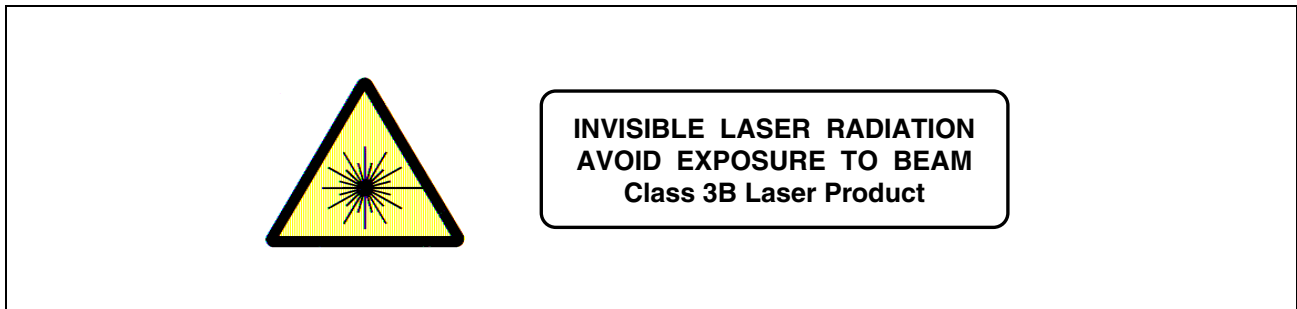 INVISIBLE LASER RADIATION
AVOID EXPOSURE TO BEAM
Class 3B Laser Product